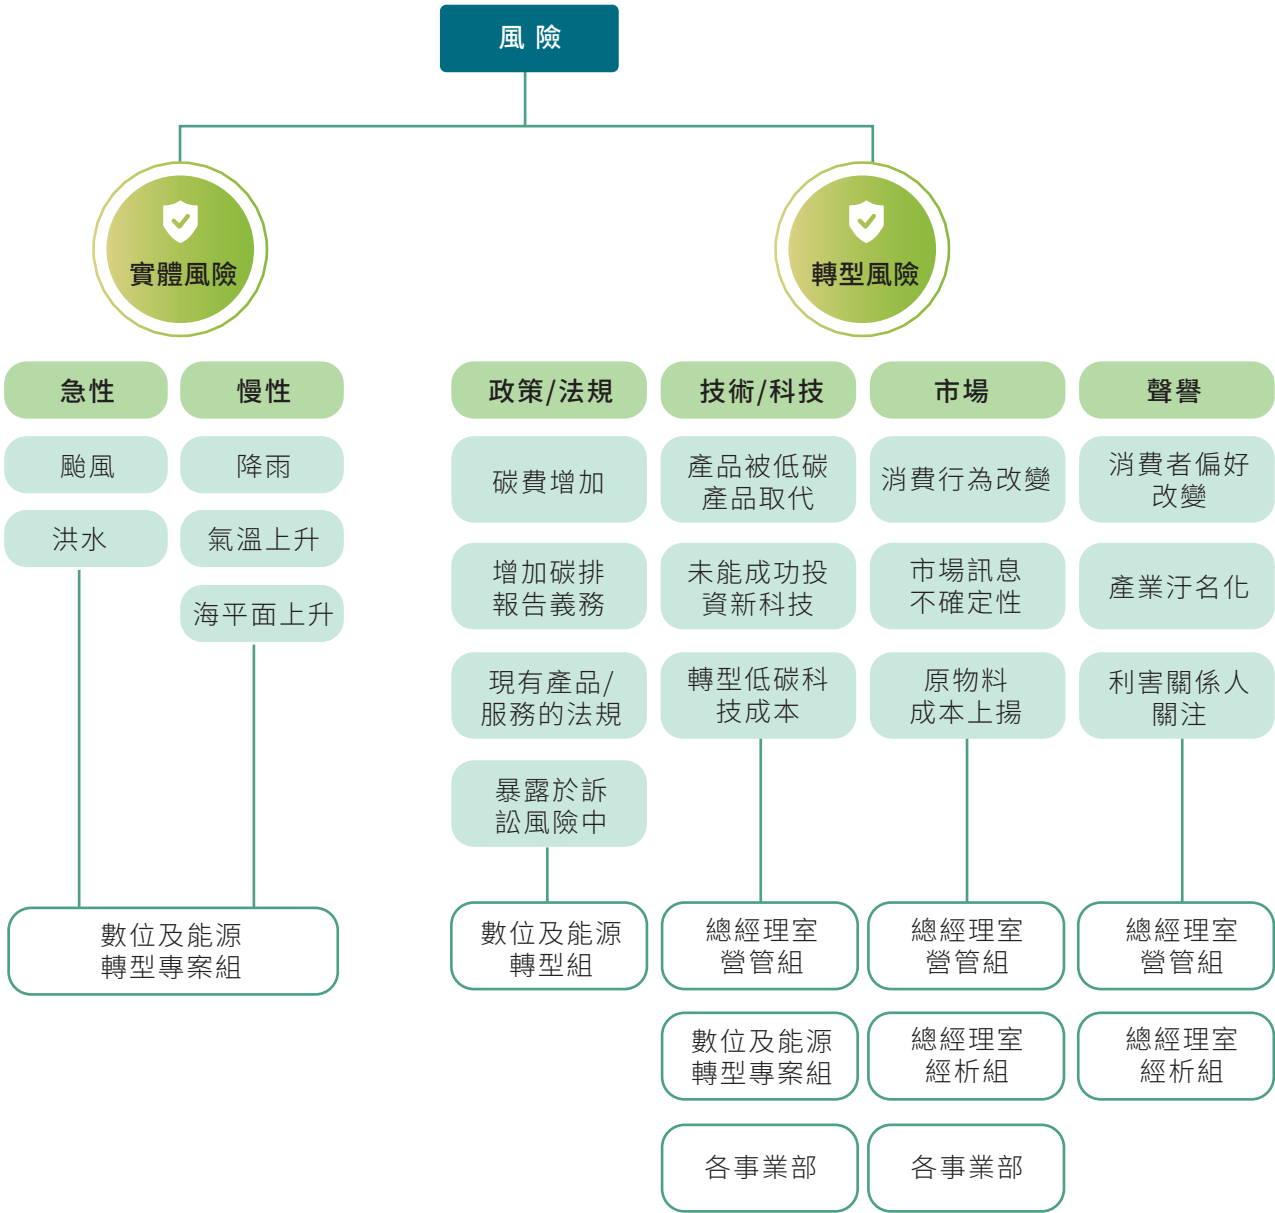 風險
實體風險
轉型風險
急性
颱風
洪水
慢性
降雨
氣溫上升
海平面上升
數位及能源
轉型專案組
政策/法規
碳費增加
增加碳排
報告義務
現有產品/
服務的法規
暴露於訴
訟風險中
數位及能源
轉型組
技術/科技
產品被低碳
產品取代
未能成功投
資新科技
轉型低碳科
技成本
總經理室
營管組
數位及能源
轉型專案組
各事業部
市場
消費行為改變
市場訊息
不確定性
原物料
成本上揚
總經理室
營管組
總經理室
經析組
各事業部
聲譽
消費者偏好
改變
產業汙名化
利害關係人
關注
總經理室
營管組
總經理室
經析組